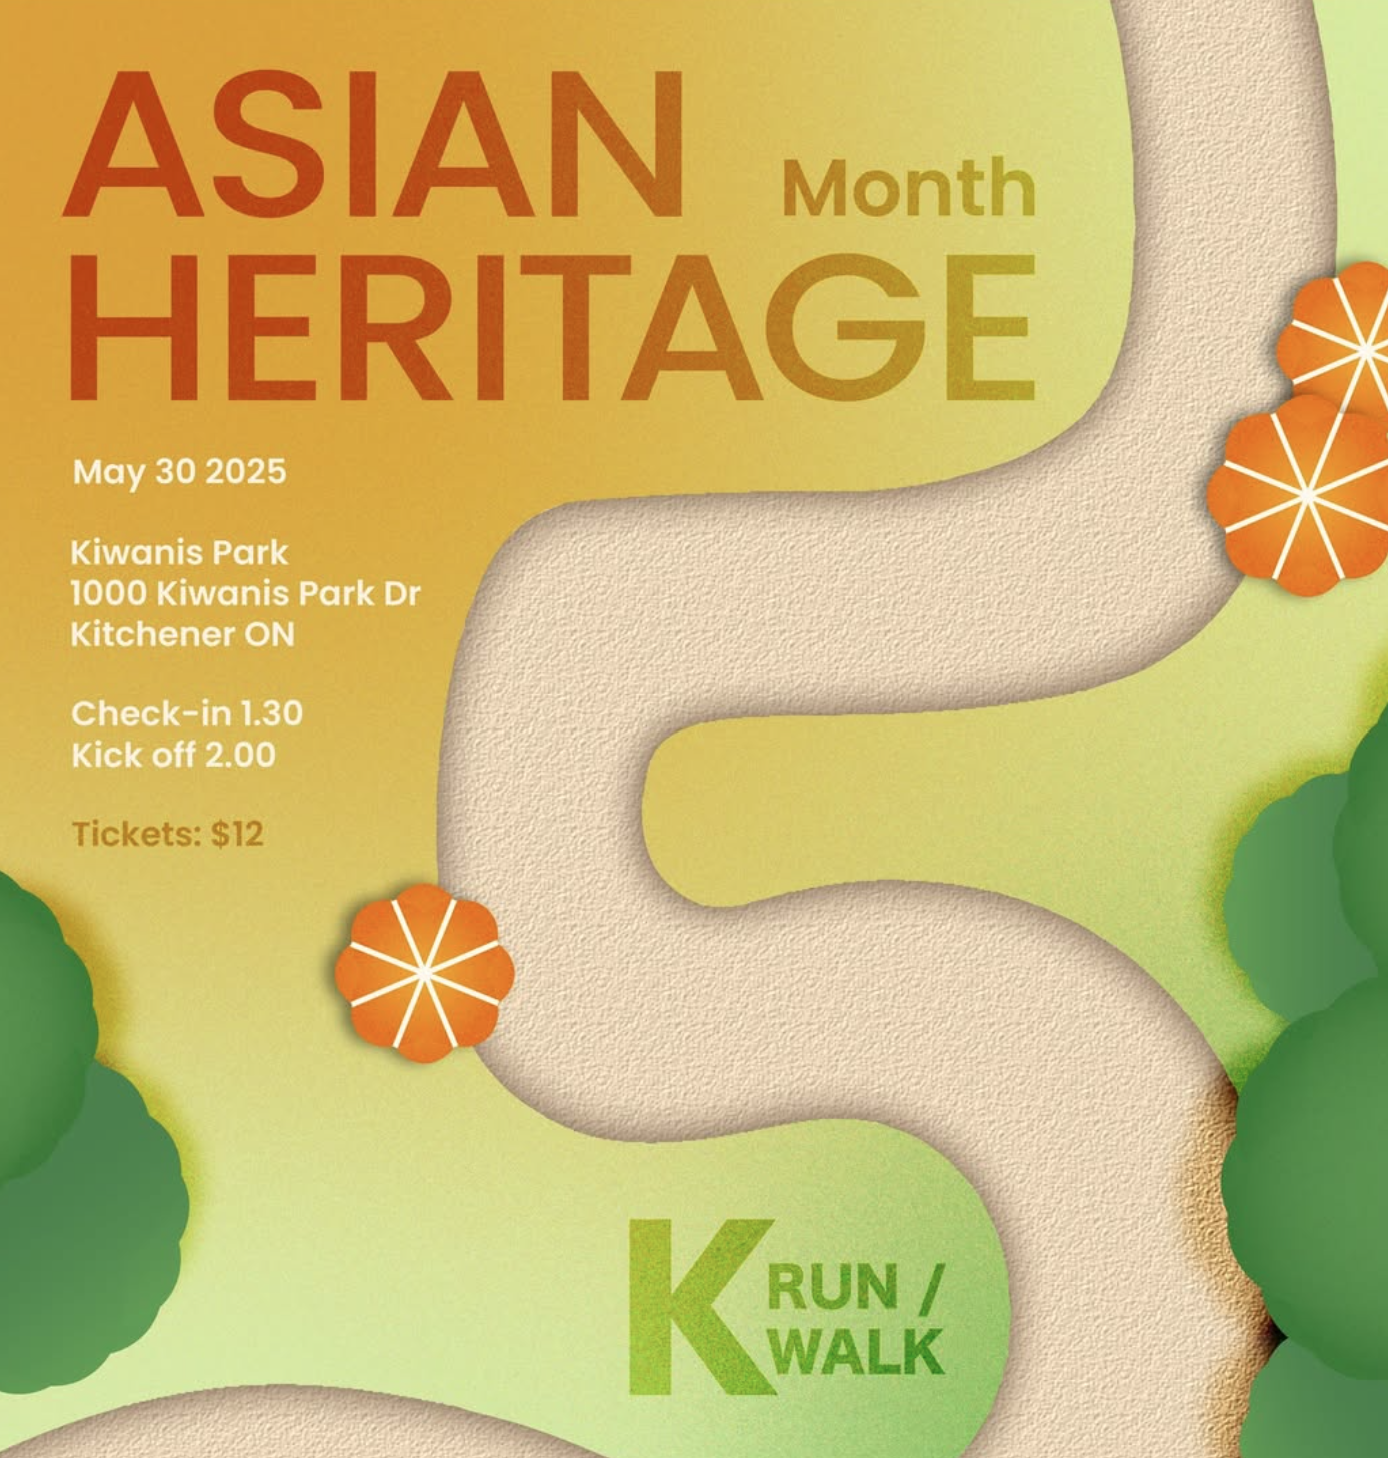 ASIAN Month
HERITAGE
May 30 2025
Kiwanis Park
1000 Kiwanis Park Dr
Kitchener ON
Check-in 1.30
Kick off 2.00
Tickets: $12
K RUN /
WALK